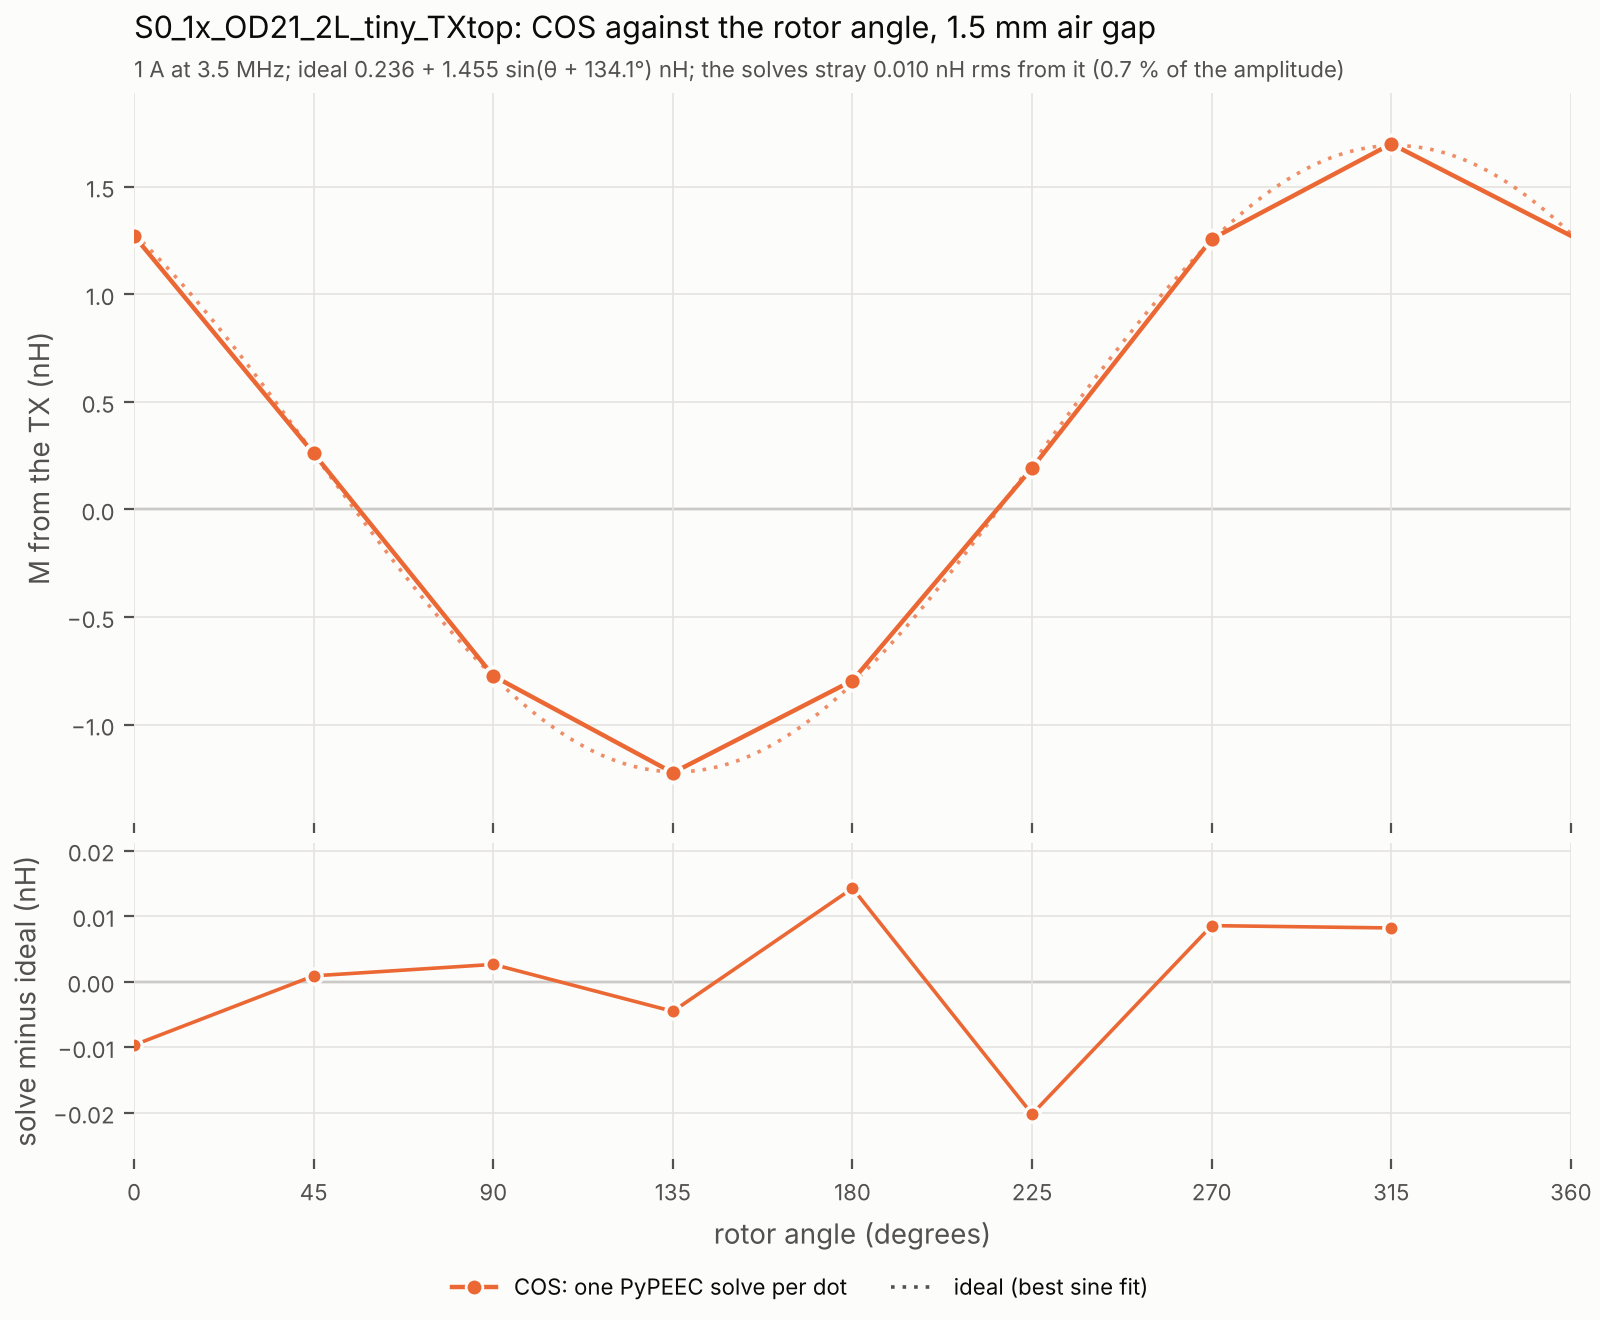 S0_1x_OD21_2L_tiny_TXtop: COS against the rotor angle, 1.5 mm air gap
1 A at 3.5 MHz; ideal 0.236 + 1.455 sin(θ + 134.1°) nH; the solves stray 0.010 nH rms from it (0.7 % of the amplitude)
M from the TX (nH)
1.5
1.0
0.5
0.0
−0.5
−1.0
solve minus ideal (nH)
0.02
0.01
0.00
−0.01
−0.02
0 45 90 135 180 225 270 315 360
rotor angle (degrees)
COS: one PyPEEC solve per dot ideal (best sine fit)